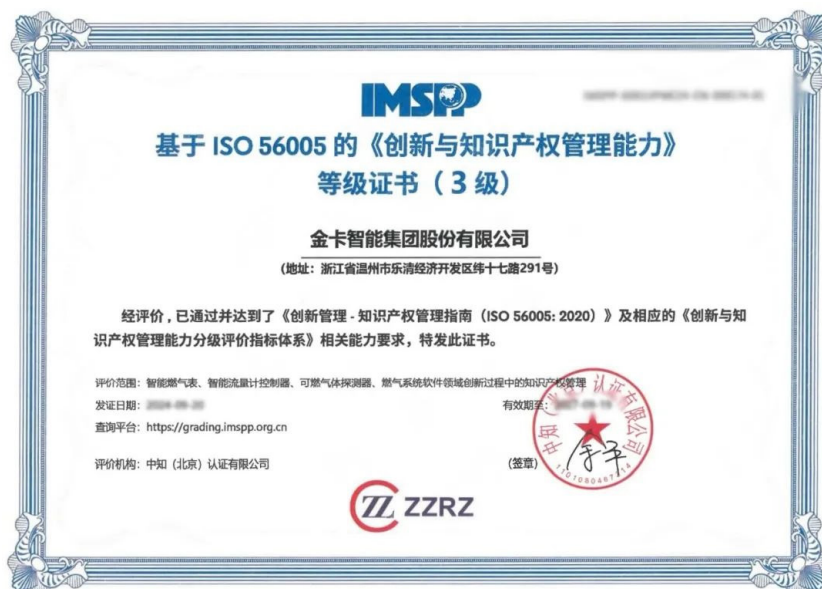 IMSPP
基于 ISO 56005 的《创新与知识产权管理能力》
等级证书（3 级）
金卡智能集团股份有限公司
(地址：浙江省温州市乐清经济开发区纬十七路291号)
经评价，已通过并达到了《创新管理 - 知识产权管理指南（ISO 56005: 2020）》及相应的《创新与知
识产权管理能力分级评价指标体系》相关能力要求，特发此证书。
评价范围：智能燃气表、智能流量计控制器、可燃气体探测器、燃气系统软件领域创新过程中的知识产权管理
发证日期：
有效期至：
查询平台：https://grading.imspp.org.cn
评价机构：中知（北京）认证有限公司
(签章)
中知（北京）认证有限公司
ZZRZ